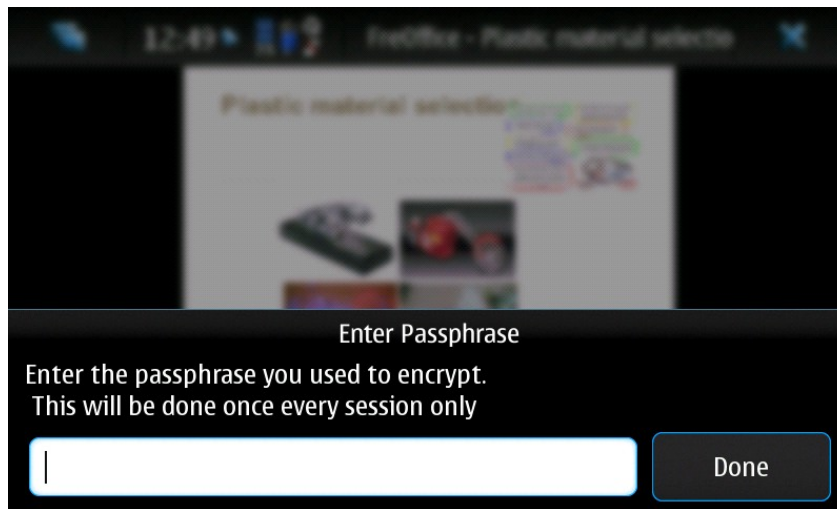 12:49
FreOffice - Plastic material selectio
Plastic material selection
Enter Passphrase
Enter the passphrase you used to encrypt.
This will be done once every session only
Done